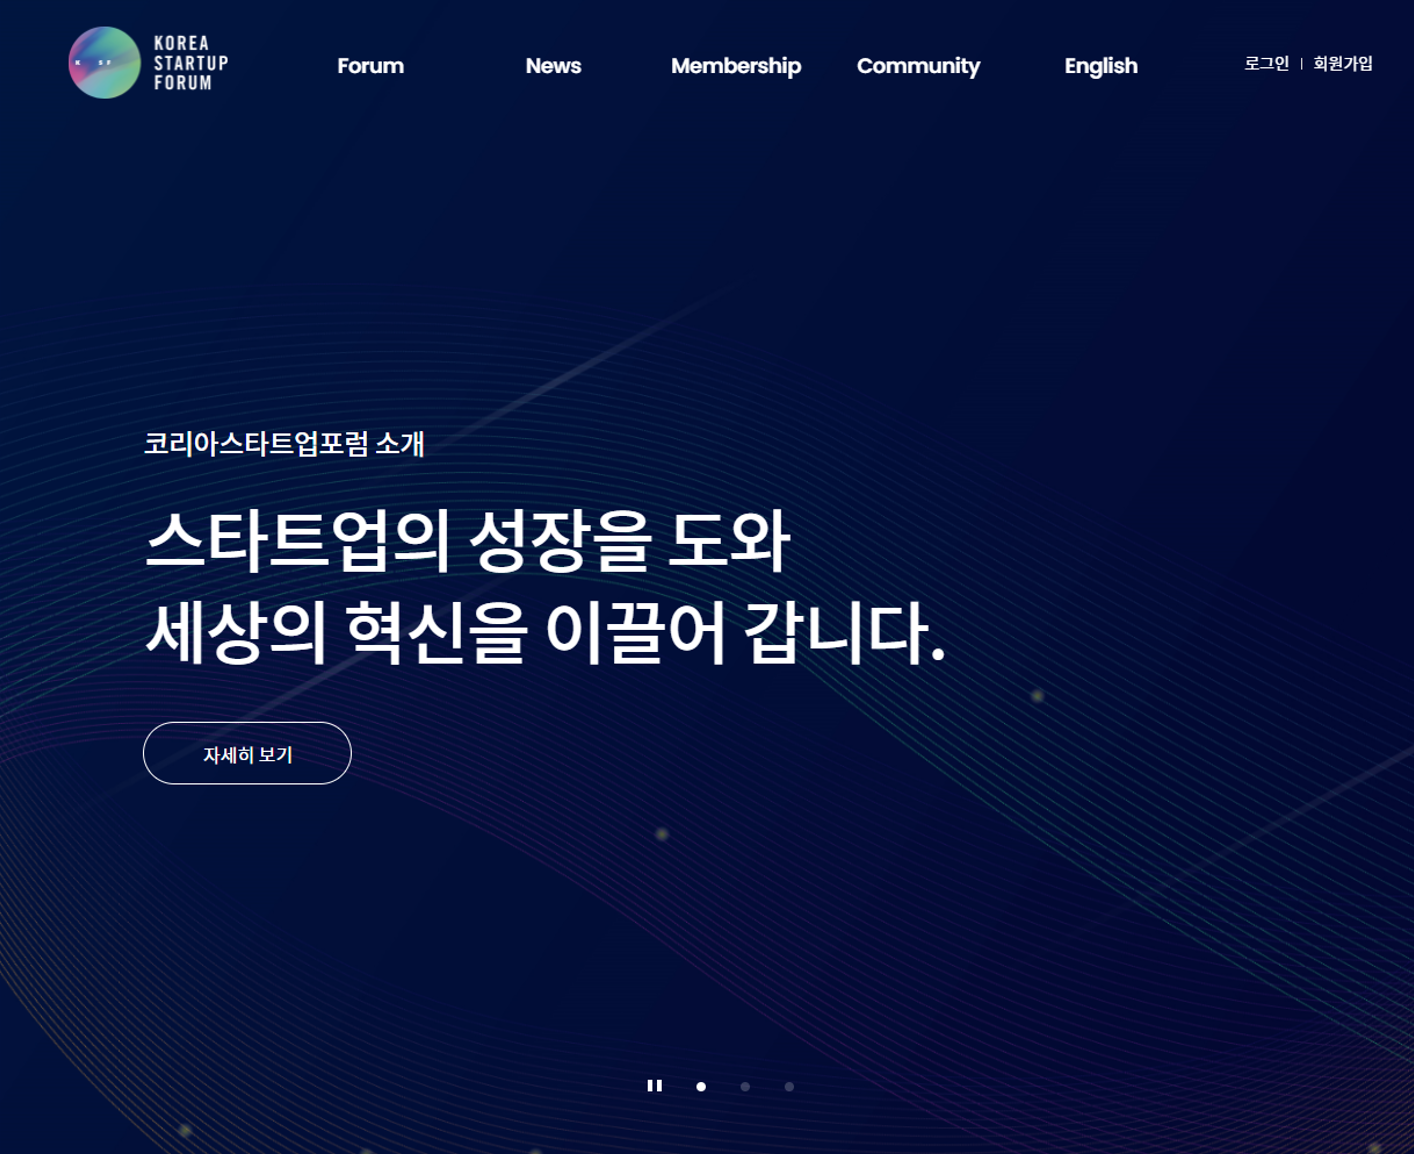 K SF
KOREA
STARTUP
FORUM
Forum
News
Membership
Community
English
로그인
회원가입
코리아스타트업포럼 소개
스타트업의 성장을 도와
세상의 혁신을 이끌어 갑니다.
자세히 보기